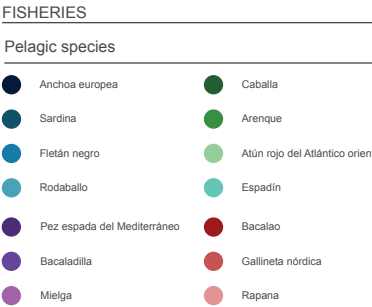 FISHERIES
Pelagic species
Anchoa europea
Caballa
Sardina
Arenque
Fletán negro
Atún rojo del Atlántico orien
Rodaballo
Espadín
Pez espada del Mediterráneo
Bacalao
Bacaladilla
Gallineta nórdica
Mielga
Rapana